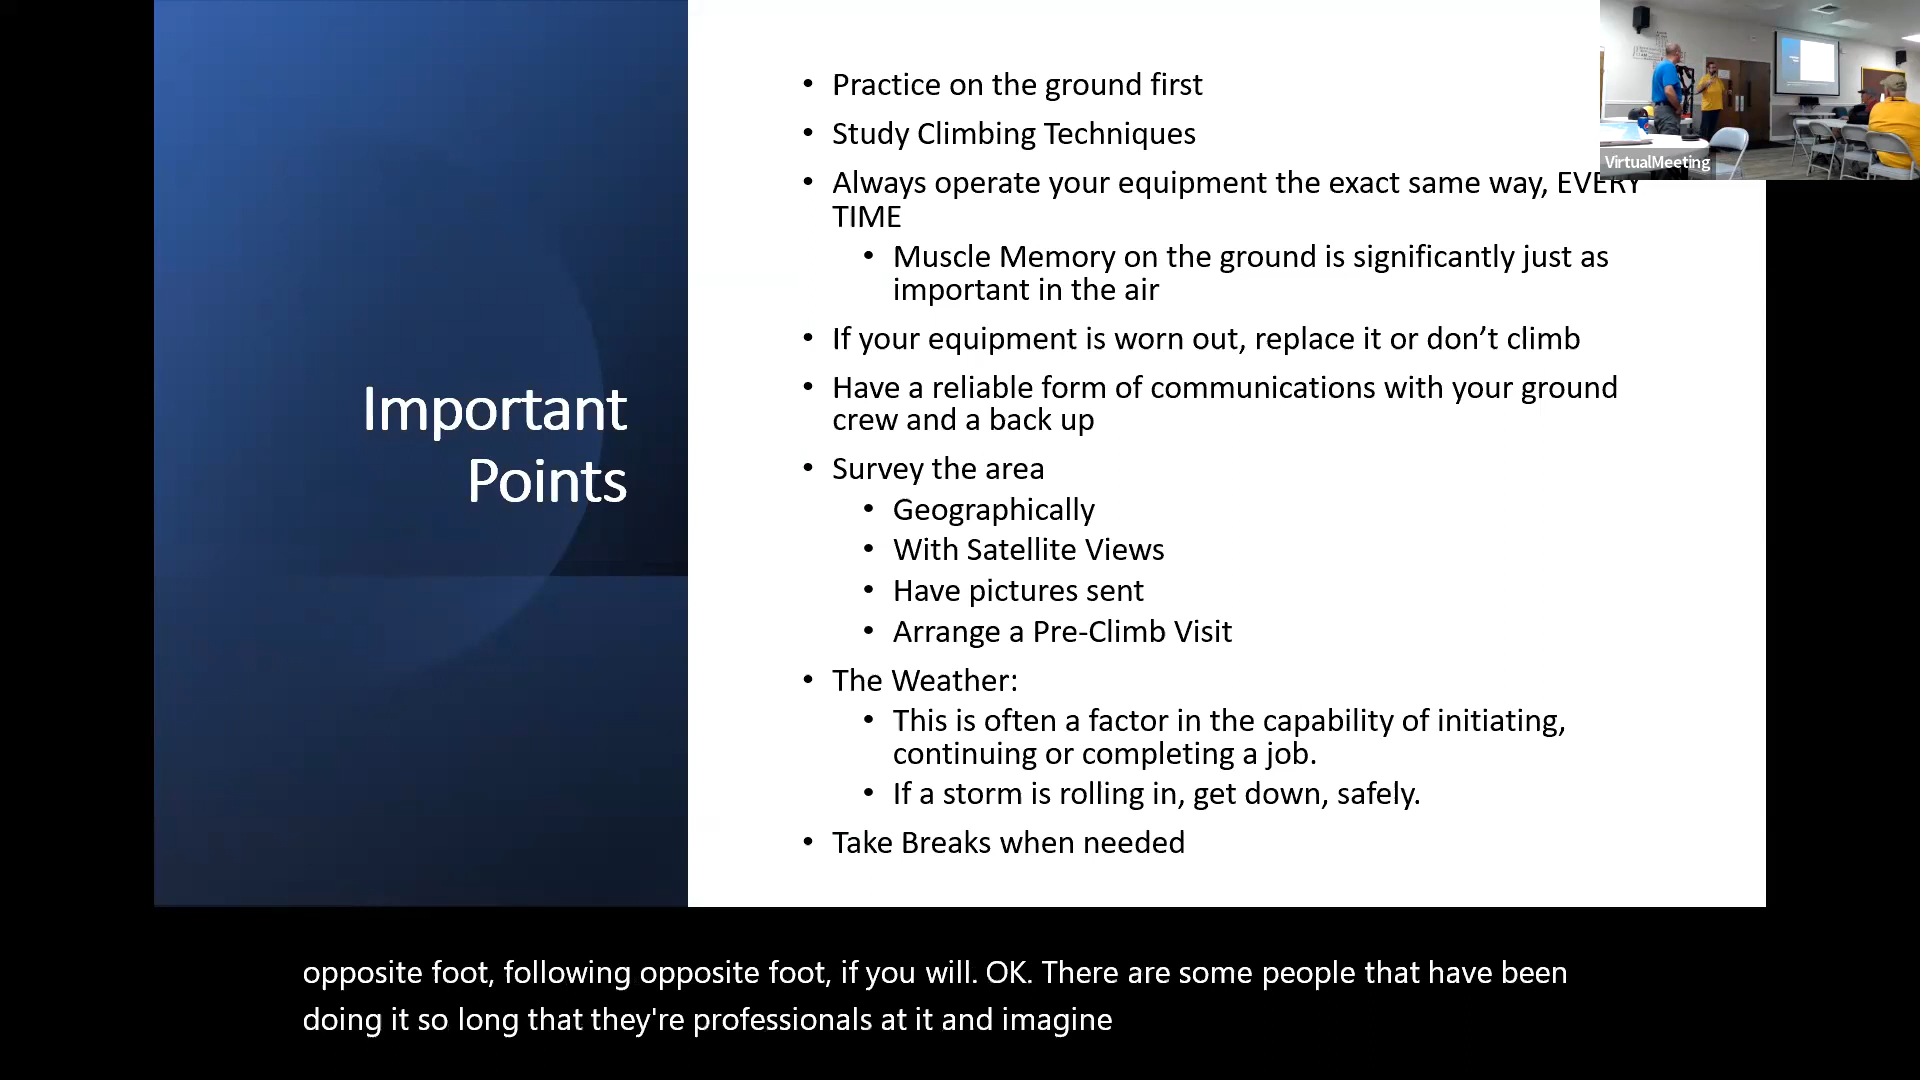 Important
Points
• Practice on the ground first
• Study Climbing Techniques
• Always operate your equipment the exact same way, EVERY
TIME
• Muscle Memory on the ground is significantly just as
important in the air
• If your equipment is worn out, replace it or don’t climb
• Have a reliable form of communications with your ground
crew and a back up
• Survey the area
• Geographically
• With Satellite Views
• Have pictures sent
• Arrange a Pre-Climb Visit
• The Weather:
• This is often a factor in the capability of initiating,
continuing or completing a job.
• If a storm is rolling in, get down, safely.
• Take Breaks when needed
VirtualMeeting
opposite foot, following opposite foot, if you will. OK. There are some people that have been
doing it so long that they're professionals at it and imagine